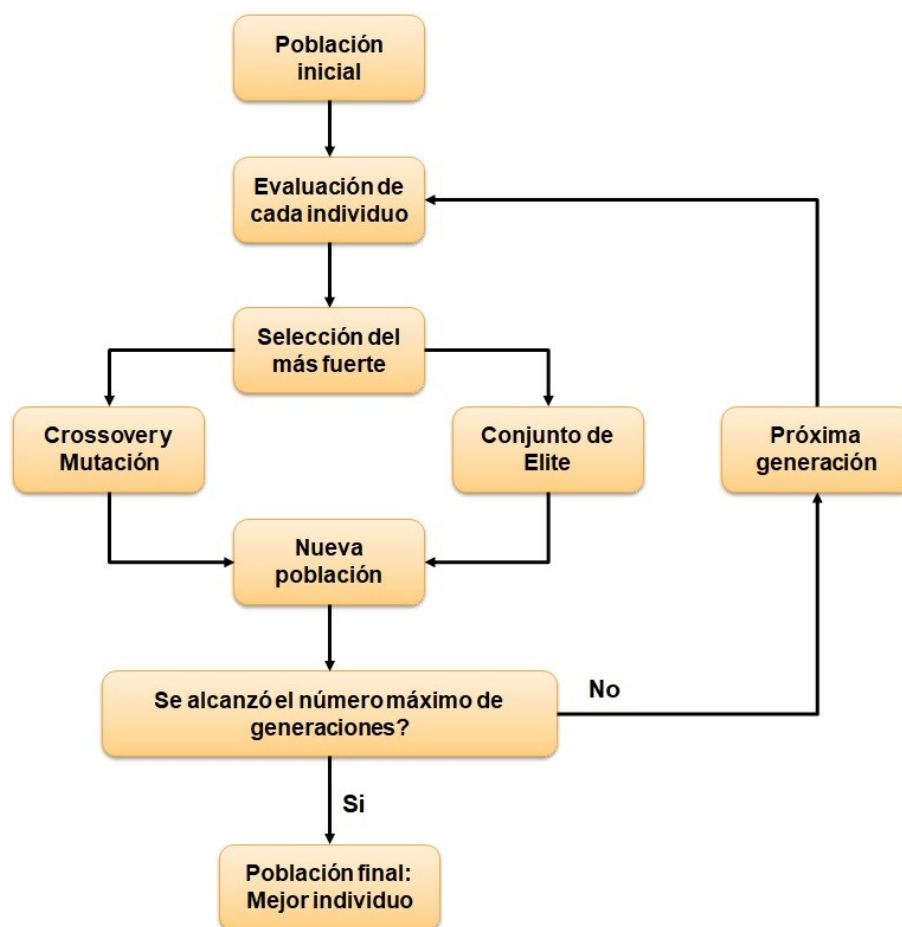 Población
inicial
Evaluación de
cada individuo
Selección del
más fuerte
Crossover y
Mutación
Conjunto de
Elite
Próxima
generación
Nueva
población
Se alcanzó el número máximo de
generaciones?
No
Si
Población final:
Mejor individuo